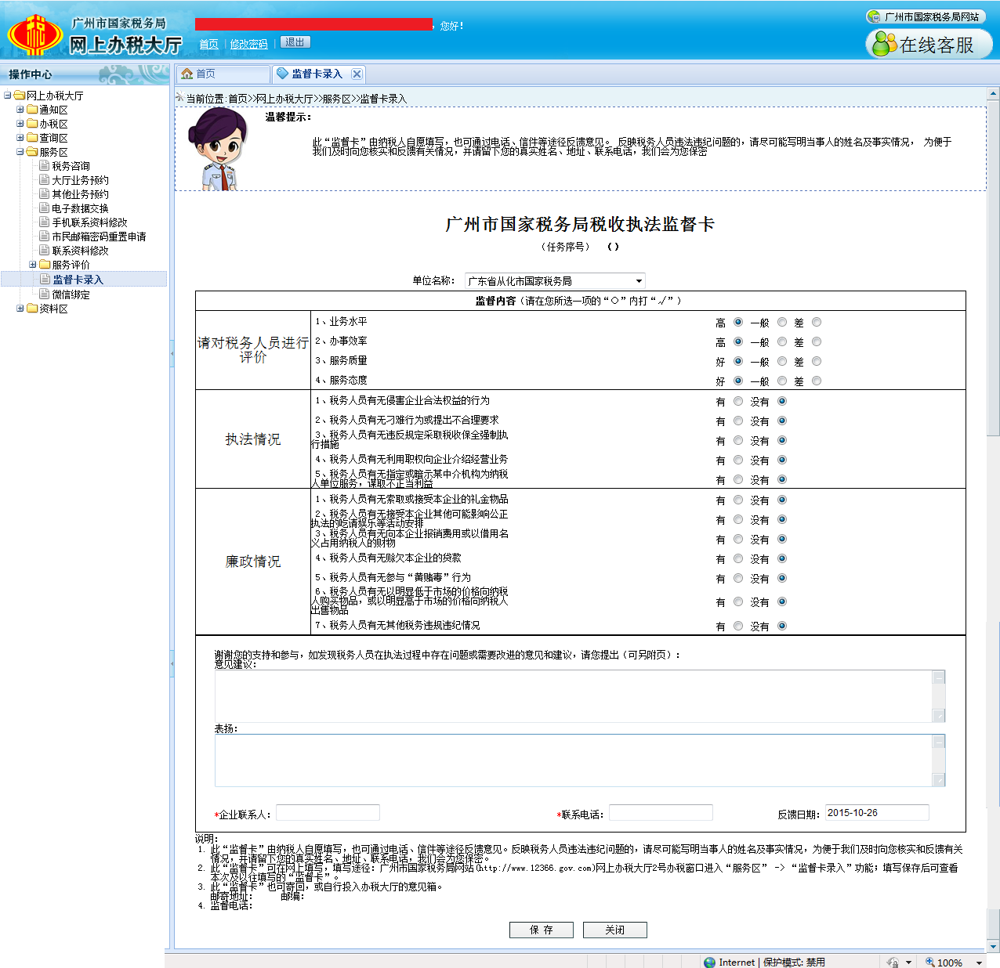 广州市国家税务局
网上办税大厅
，您好！
首页 | 修改密码 | 退出
广州市国家税务局网站
在线客服
操作中心
首页
监督卡录入
网上办税大厅
通知区
办税区
查询区
服务区
税务咨询
大厅业务预约
其他业务预约
电子数据交换
手机联系资料修改
市民邮箱密码重置申请
联系资料修改
服务评价
监督卡录入
微信绑定
资料区
当前位置:首页>>网上办税大厅>>服务区>>监督卡录入
温馨提示：
此“监督卡”由纳税人自愿填写，也可通过电话、信件等途径反馈意见。 反映税务人员违法违纪问题的，请尽可能写明当事人的姓名及事实情况， 为便于
我们及时向您核实和反馈有关情况，并请留下您的真实姓名、地址、联系电话，我们会为您保密
广州市国家税务局税收执法监督卡
（任务序号） （）
单位名称： 广东省从化市国家税务局
监督内容（请在您所选一项的“○”内打“√”）
请对税务人员进行
评价
1、业务水平 高 一般 差
2、办事效率 高 一般 差
3、服务质量 好 一般 差
4、服务态度 好 一般 差
执法情况
1、税务人员有无侵害企业合法权益的行为 有 没有
2、税务人员有无刁难行为或提出不合理要求 有 没有
3、税务人员有无违反规定采取税收保全强制执
行措施 有 没有
4、税务人员有无利用职权向企业介绍经营业务 有 没有
5、税务人员有无指定或暗示某中介机构为纳税
人单位服务，谋取不正当利益 有 没有
廉政情况
1、税务人员有无索取或接受本企业的礼金物品 有 没有
2、税务人员有无接受本企业其他可能影响公正
执法的吃请娱乐等活动安排 有 没有
3、税务人员有无向本企业报销费用或以借用名
义占用纳税人的财物 有 没有
4、税务人员有无赊欠本企业的贷款 有 没有
5、税务人员有无参与“黄赌毒”行为 有 没有
6、税务人员有无以明显低于市场的价格向纳税
人购买物品，或以明显高于市场的价格向纳税人
出售物品 有 没有
7、税务人员有无其他税务违规违纪情况 有 没有
谢谢您的支持和参与，如发现税务人员在执法过程中存在问题或需要改进的意见和建议，请您提出（可另附页）：
意见建议：
表扬：
*企业联系人： *联系电话： 反馈日期： 2015-10-26
说明：
1. 此“监督卡”由纳税人自愿填写，也可通过电话、信件等途径反馈意见。反映税务人员违法违纪问题的，请尽可能写明当事人的姓名及事实情况，为便于我们及时向您核实和反馈有关
情况，并请留下您的真实姓名、地址、联系电话，我们会为您保密。
2. 此“监督卡”可在网上填写，填写途径：广州市国家税务局网站(http://www.12366.gov.com)网上办税大厅2号办税窗口进入“服务区” -> “监督卡录入”功能；填写保存后可查看
本次及以往填写的“监督卡”。
3. 此“监督卡”也可寄回，或自行投入办税大厅的意见箱。
邮寄地址： 邮编：
4. 监督电话：
保 存 关闭
Internet | 保护模式: 禁用 100%